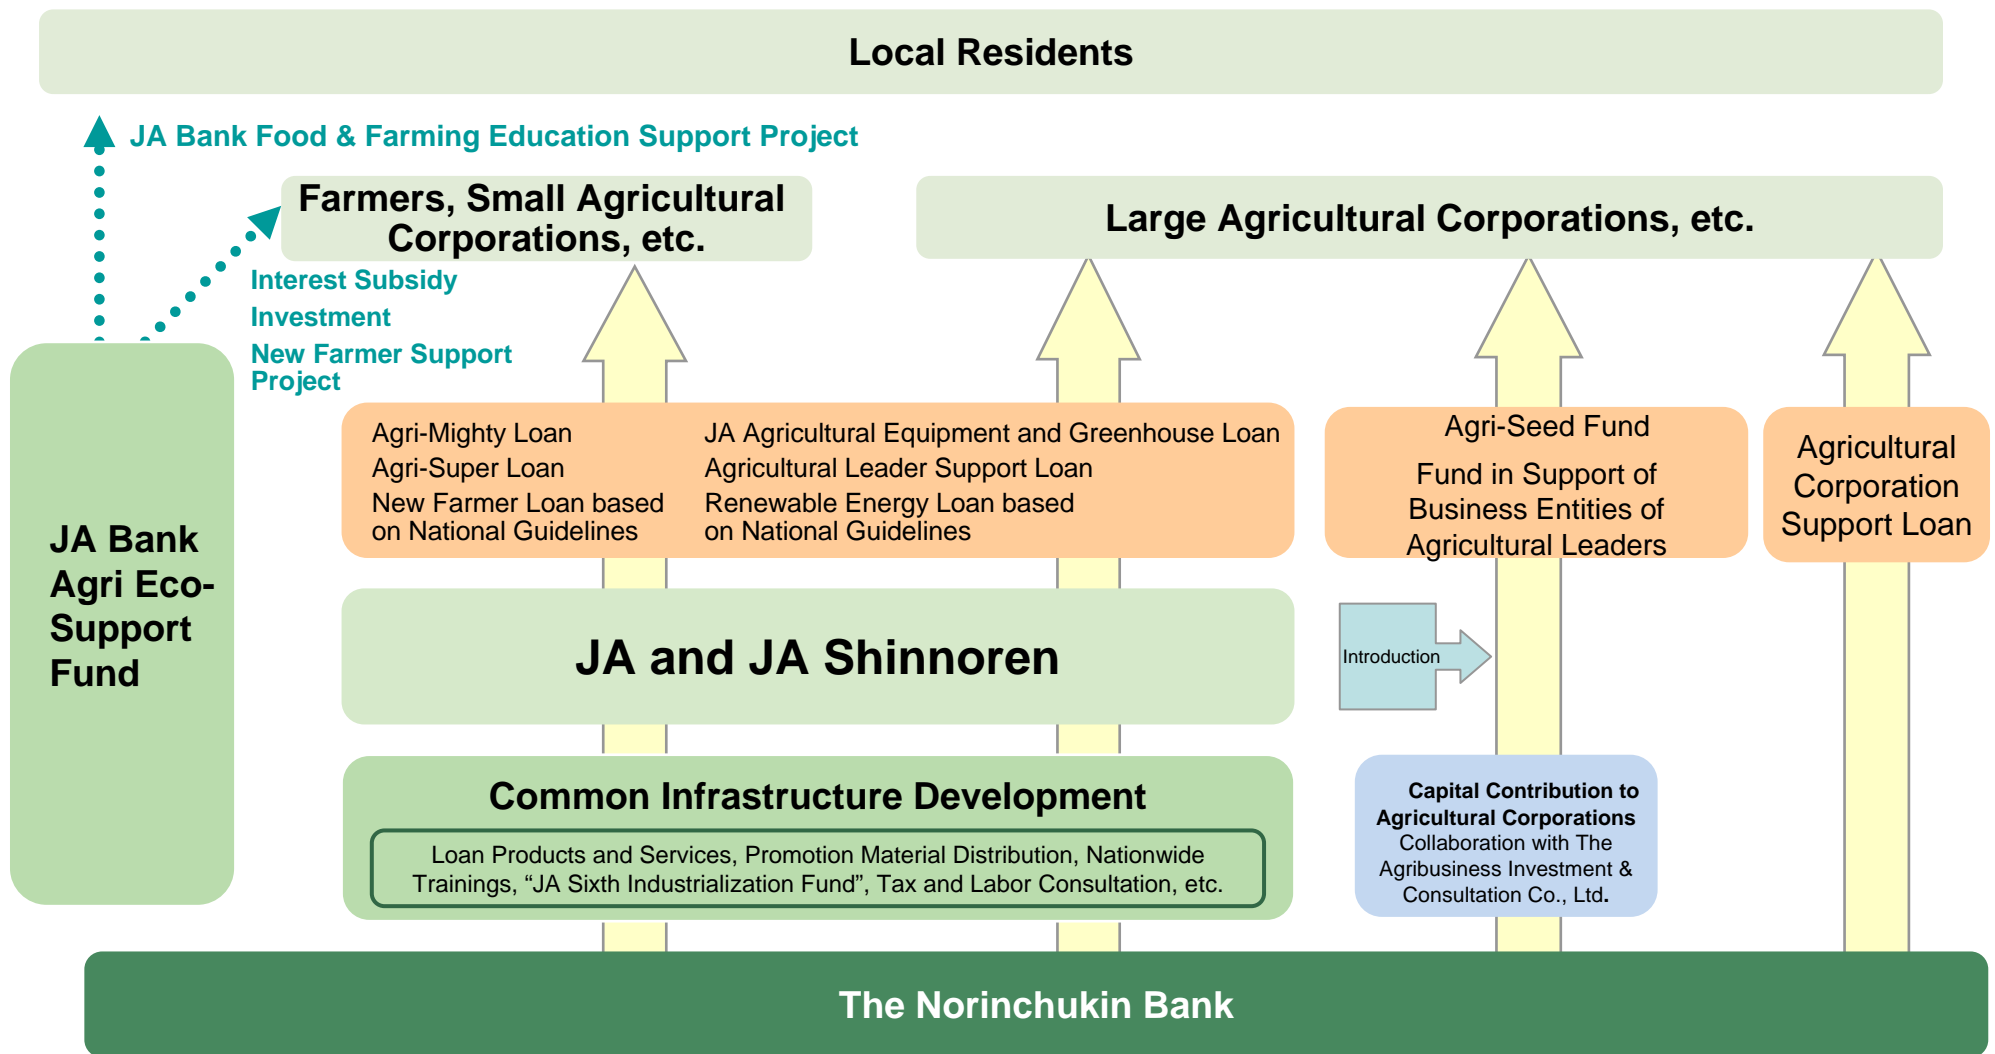 Local Residents
JA Bank Food & Farming Education Support Project
Farmers, Small Agricultural
Corporations, etc.
Large Agricultural Corporations, etc.
Interest Subsidy
Investment
New Farmer Support
Project
JA Bank
Agri Eco-
Support
Fund
Agri-Mighty Loan
Agri-Super Loan
New Farmer Loan based
on National Guidelines
JA Agricultural Equipment and Greenhouse Loan
Agricultural Leader Support Loan
Renewable Energy Loan based
on National Guidelines
Agri-Seed Fund
Fund in Support of
Business Entities of
Agricultural Leaders
Agricultural
Corporation
Support Loan
JA and JA Shinnoren
Introduction
Common Infrastructure Development
Loan Products and Services, Promotion Material Distribution, Nationwide
Trainings, “JA Sixth Industrialization Fund”, Tax and Labor Consultation, etc.
Capital Contribution to
Agricultural Corporations
Collaboration with The
Agribusiness Investment &
Consultation Co., Ltd.
The Norinchukin Bank